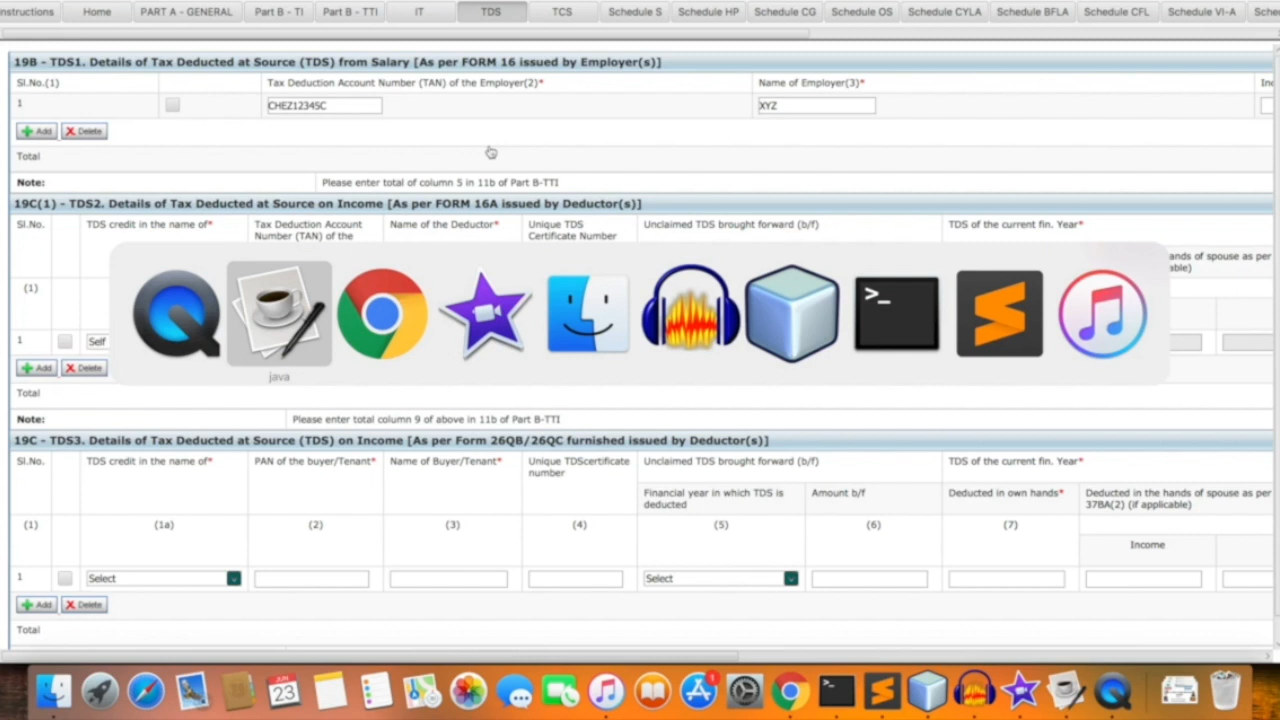 nstructions Home PART A - GENERAL Part B - TI Part B - TTI IT TDS TCS Schedule S Schedule HP Schedule CG Schedule OS Schedule CYLA Schedule BFLA Schedule CFL Schedule VI-A Sche
19B - TDS1. Details of Tax Deducted at Source (TDS) from Salary [As per FORM 16 issued by Employer(s)]
Sl.No.(1) Tax Deduction Account Number (TAN) of the Employer(2)* Name of Employer(3)* Inc
1 CHEZ12345C XYZ
Add Delete
Total
Note: Please enter total of column 5 in 11b of Part B-TTI
19C(1) - TDS2. Details of Tax Deducted at Source on Income [As per FORM 16A issued by Deductor(s)]
Sl.No. TDS credit in the name of* Tax Deduction Account Name of the Deductor* Unique TDS Unclaimed TDS brought forward (b/f) TDS of the current fin. Year*
Number (TAN) of the Certificate Number
ands of spouse as per
able)
(1)
1 Self
java
Add Delete
Total
Note: Please enter total column 9 of above in 11b of Part B-TTI
19C - TDS3. Details of Tax Deducted at Source (TDS) on Income [As per Form 26QB/26QC furnished issued by Deductor(s)]
Sl.No. TDS credit in the name of* PAN of the buyer/Tenant* Name of Buyer/Tenant* Unique TDScertificate Unclaimed TDS brought forward (b/f) TDS of the current fin. Year*
number
Financial year in which TDS is Amount b/f Deducted in own hands* Deducted in the hands of spouse as per
deducted 37BA(2) (if applicable)
(1) (1a) (2) (3) (4) (5) (6) (7)
Income
1 Select Select
Add Delete
Total
JUN
23
1